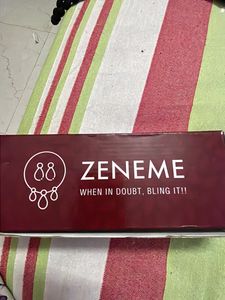 ZENEME
WHEN IN DOUBT, BLING IT!!